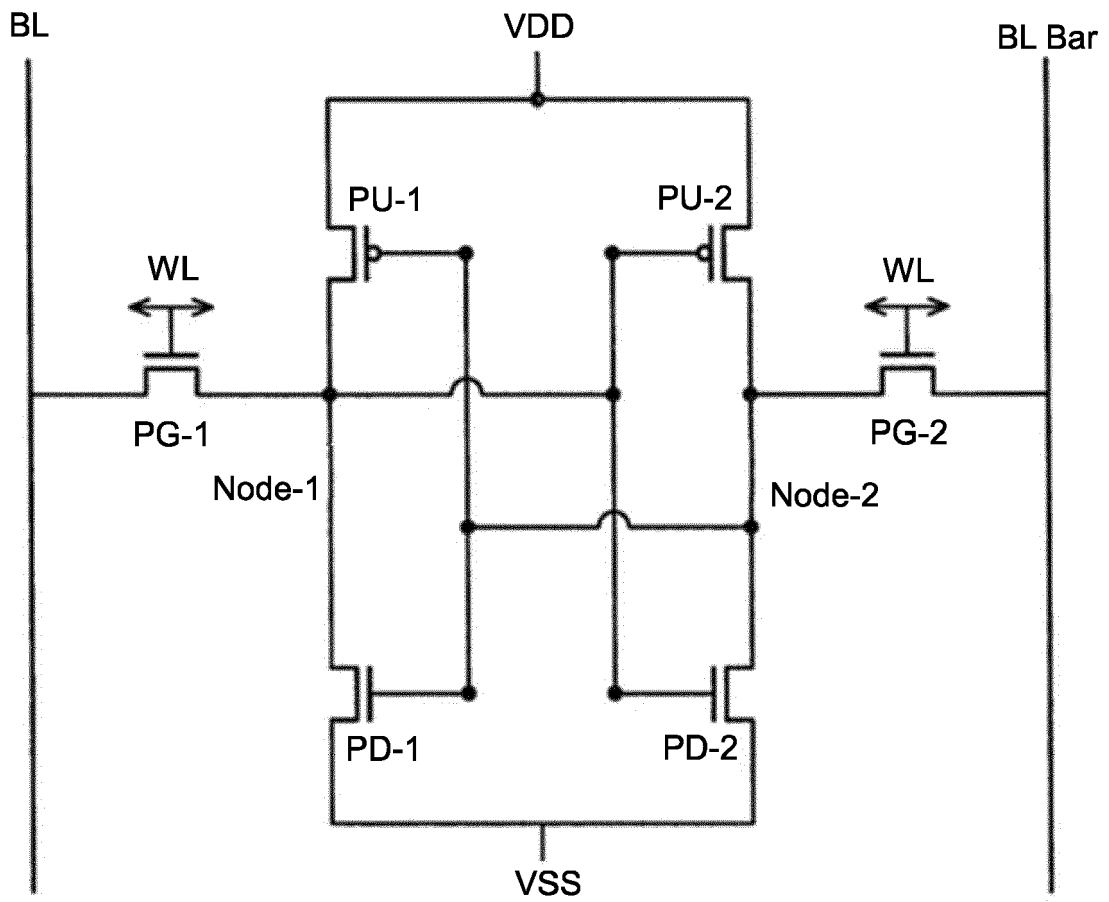 BL
VDD
BL Bar
PU-1
PU-2
WL
WL
PG-1
PG-2
Node-1
Node-2
PD-1
PD-2
VSS